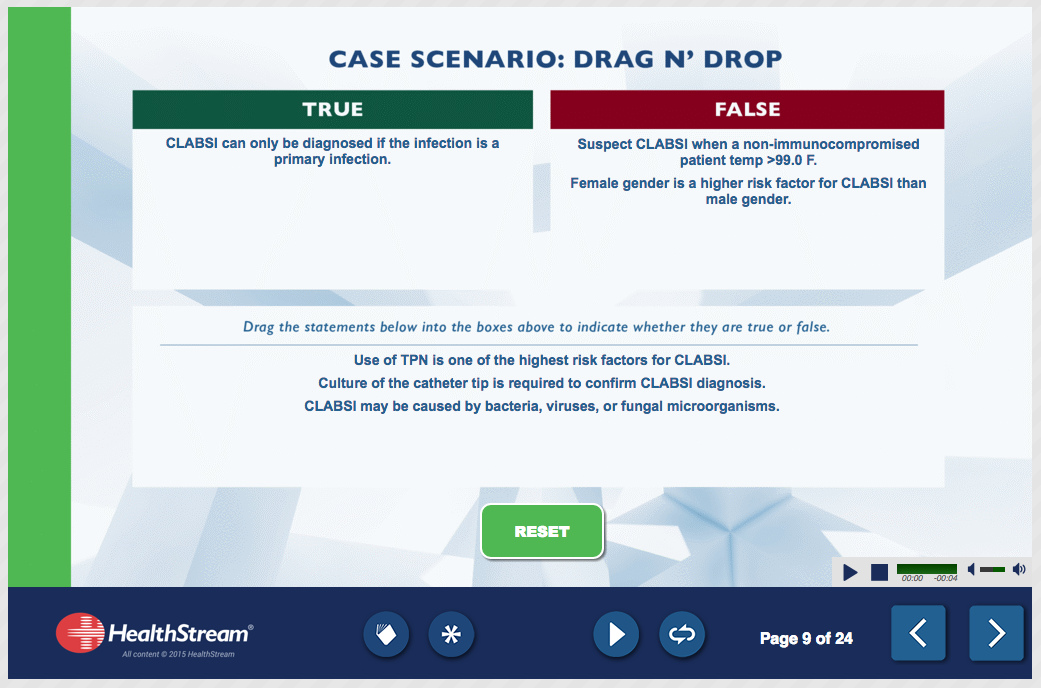 CASE SCENARIO: DRAG N’ DROP
TRUE
CLABSI can only be diagnosed if the infection is a
primary infection.
FALSE
Suspect CLABSI when a non-immunocompromised
patient temp >99.0 F.
Female gender is a higher risk factor for CLABSI than
male gender.
Drag the statements below into the boxes above to indicate whether they are true or false.
Use of TPN is one of the highest risk factors for CLABSI.
Culture of the catheter tip is required to confirm CLABSI diagnosis.
CLABSI may be caused by bacteria, viruses, or fungal microorganisms.
RESET
00:00 -00:04
HealthStream®
All content © 2015 HealthStream
Page 9 of 24